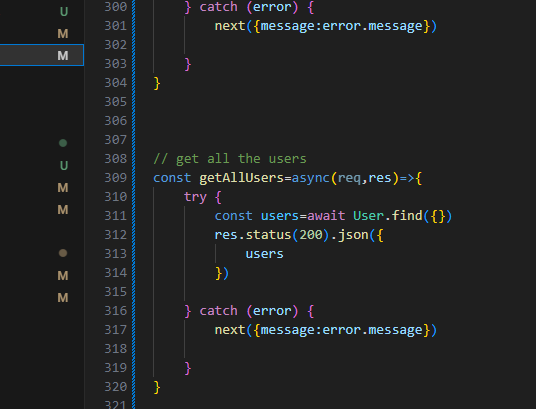 U
M
M
U
M
M
M
M
300 } catch (error) {
301 next({message:error.message})
302
303 }
304 }
305
306
307
308 // get all the users
309 const getAllUsers=async(req,res)=>{
310 try {
311 const users=await User.find({})
312 res.status(200).json({
313 users
314 })
315
316 } catch (error) {
317 next({message:error.message})
318
319 }
320 }
321